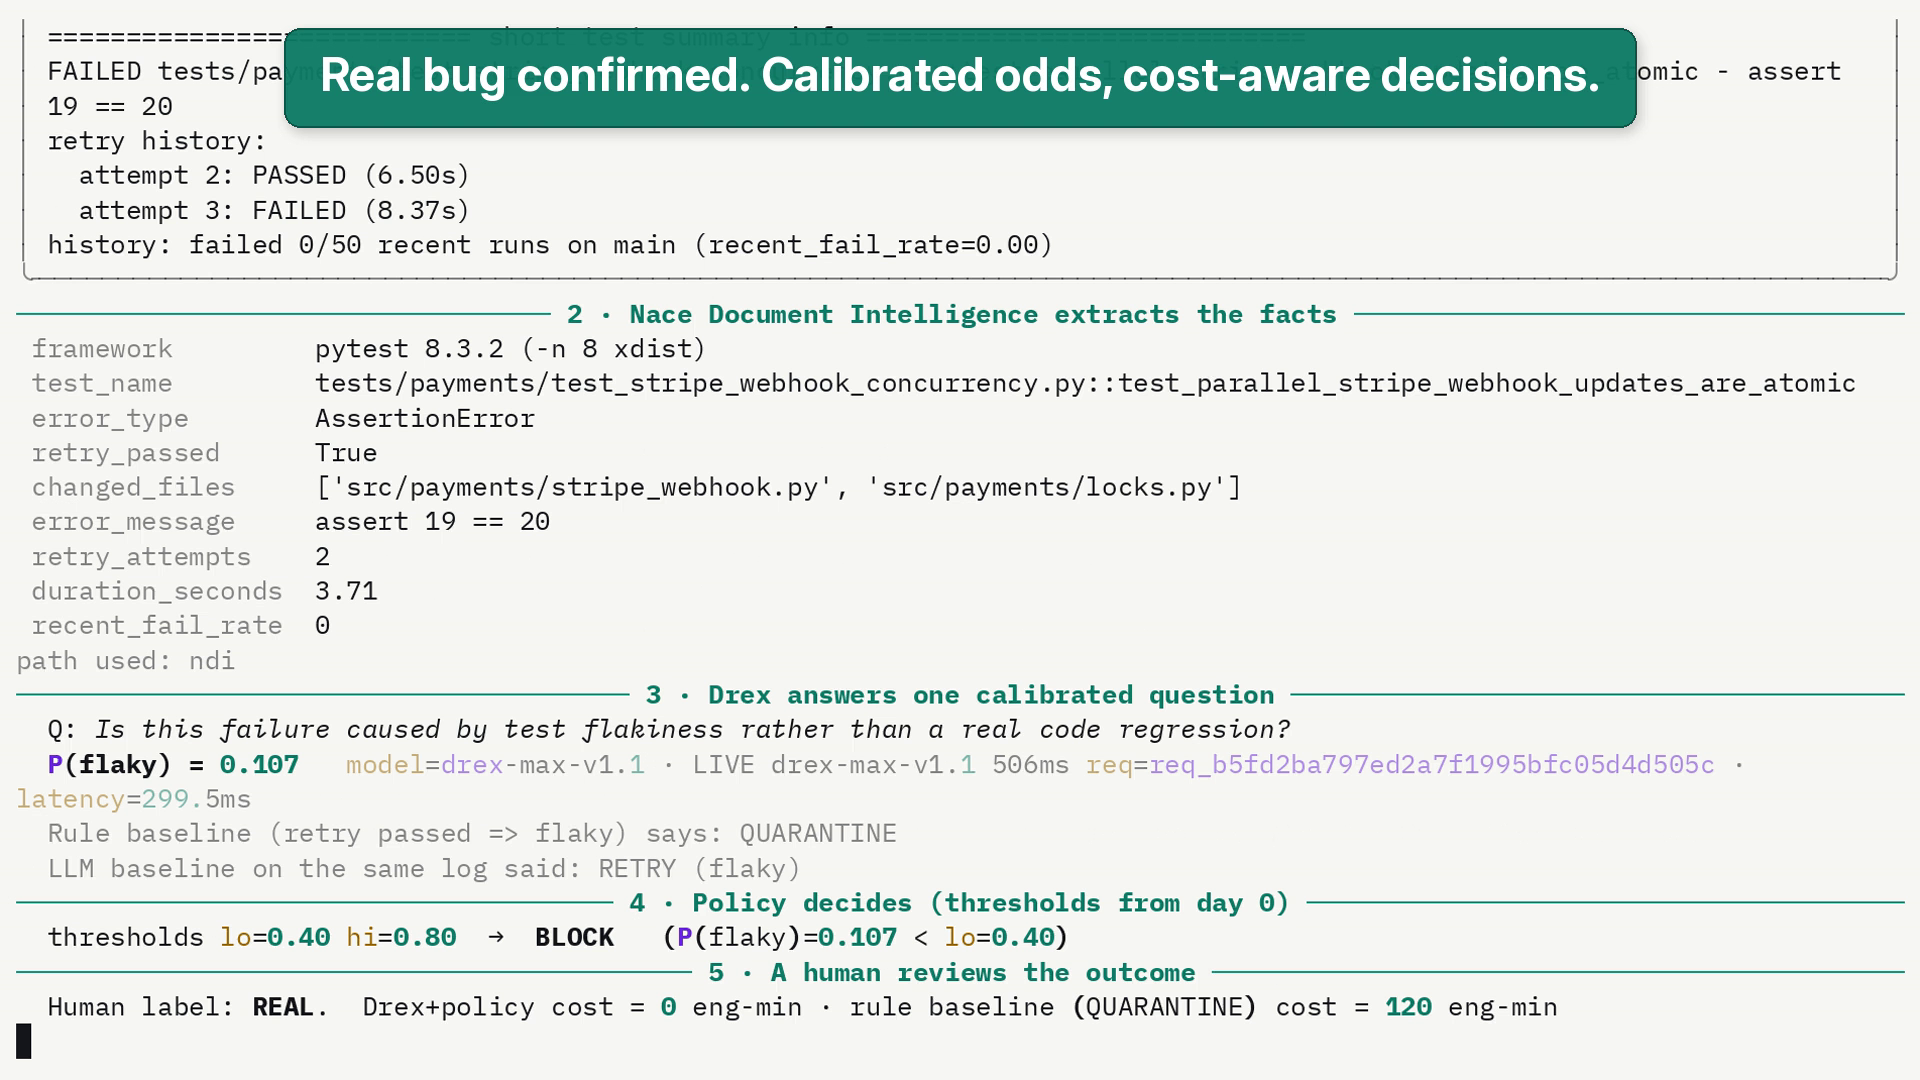 =========================== short test summary info ============================
Real bug confirmed. Calibrated odds, cost-aware decisions.
FAILED tests/pa atomic - assert
19 == 20
retry history:
attempt 2: PASSED (6.50s)
attempt 3: FAILED (8.37s)
history: failed 0/50 recent runs on main (recent_fail_rate=0.00)
2 · Nace Document Intelligence extracts the facts
framework pytest 8.3.2 (-n 8 xdist)
test_name tests/payments/test_stripe_webhook_concurrency.py::test_parallel_stripe_webhook_updates_are_atomic
error_type AssertionError
retry_passed True
changed_files ['src/payments/stripe_webhook.py', 'src/payments/locks.py']
error_message assert 19 == 20
retry_attempts 2
duration_seconds 3.71
recent_fail_rate 0
path used: ndi
3 · Drex answers one calibrated question
Q: Is this failure caused by test flakiness rather than a real code regression?
P(flaky) = 0.107 model=drex-max-v1.1 · LIVE drex-max-v1.1 506ms req=req_b5fd2ba797ed2a7f1995bfc05d4d505c ·
latency=299.5ms
Rule baseline (retry passed => flaky) says: QUARANTINE
LLM baseline on the same log said: RETRY (flaky)
4 · Policy decides (thresholds from day 0)
thresholds lo=0.40 hi=0.80 → BLOCK (P(flaky)=0.107 < lo=0.40)
5 · A human reviews the outcome
Human label: REAL. Drex+policy cost = 0 eng-min · rule baseline (QUARANTINE) cost = 120 eng-min